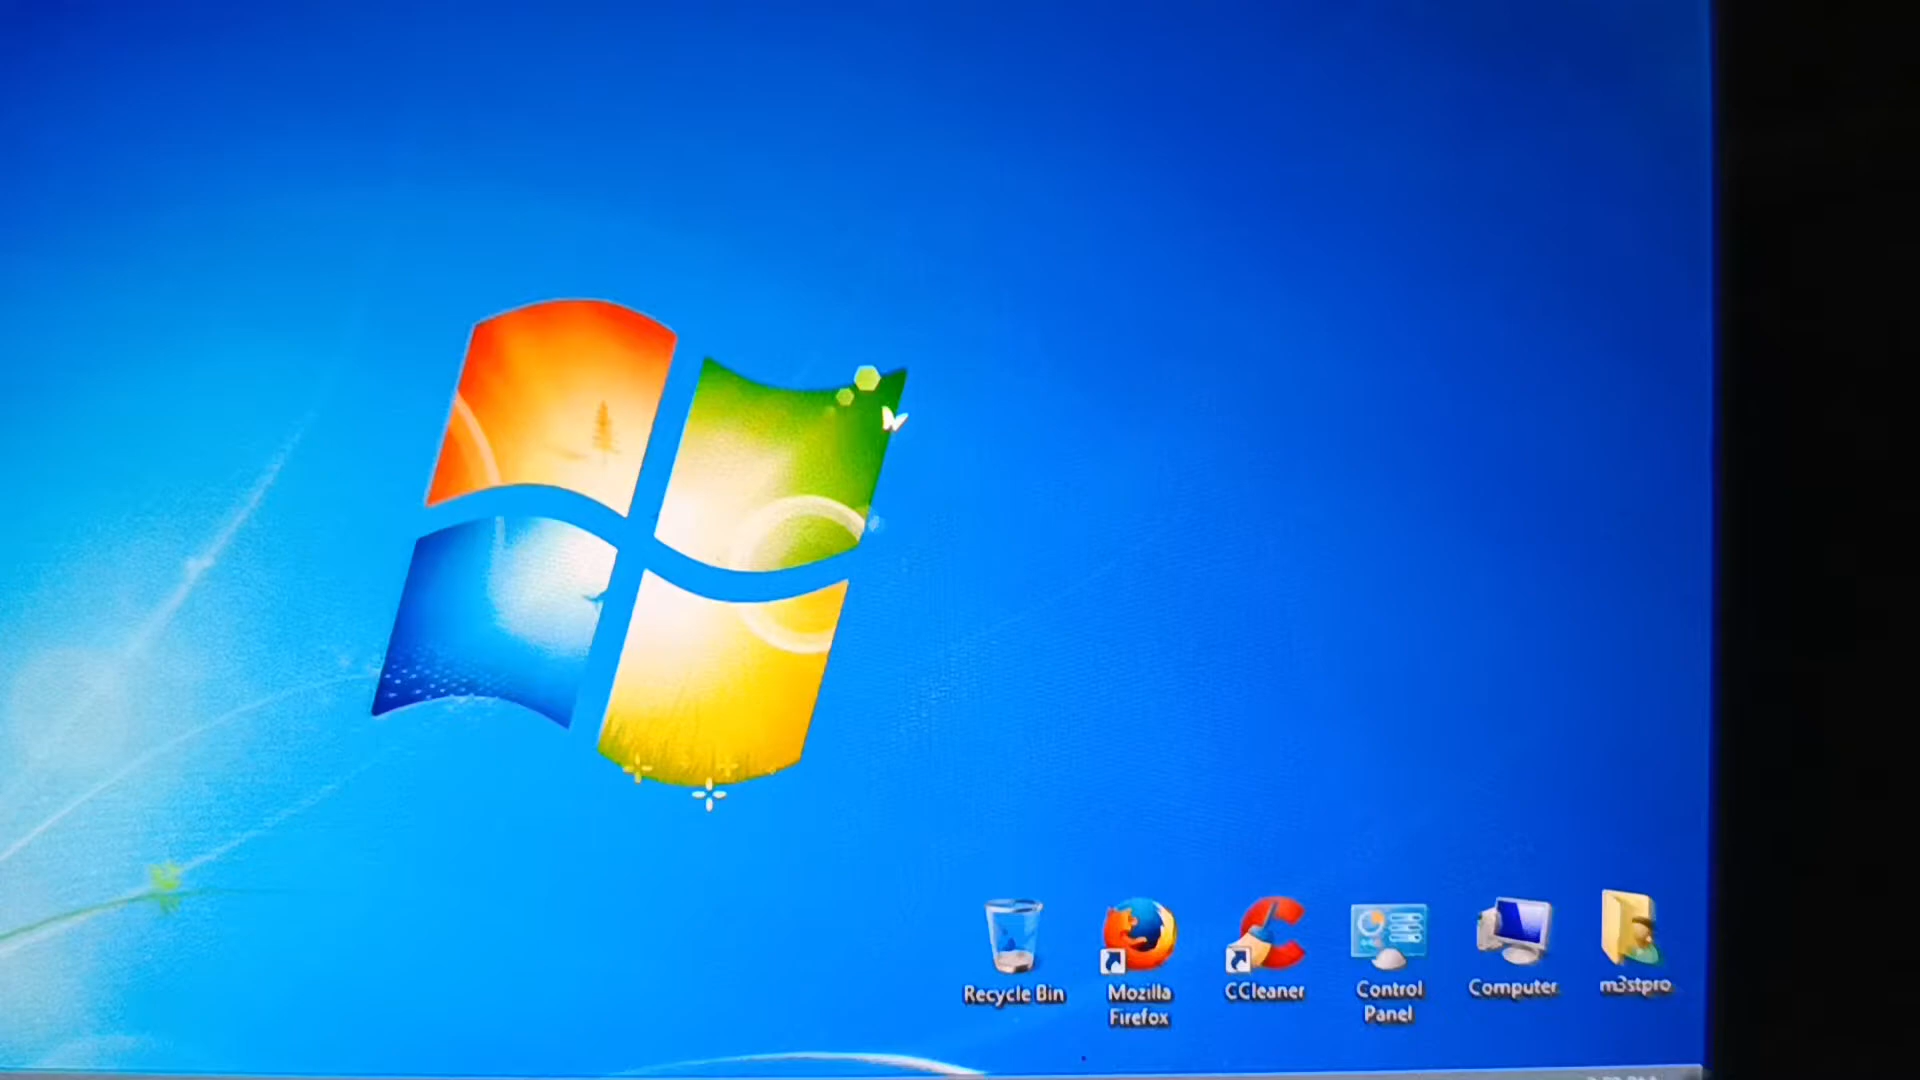 Recycle Bin
Mozilla
Firefox
CCleaner
Control
Panel
Computer
m3stpro